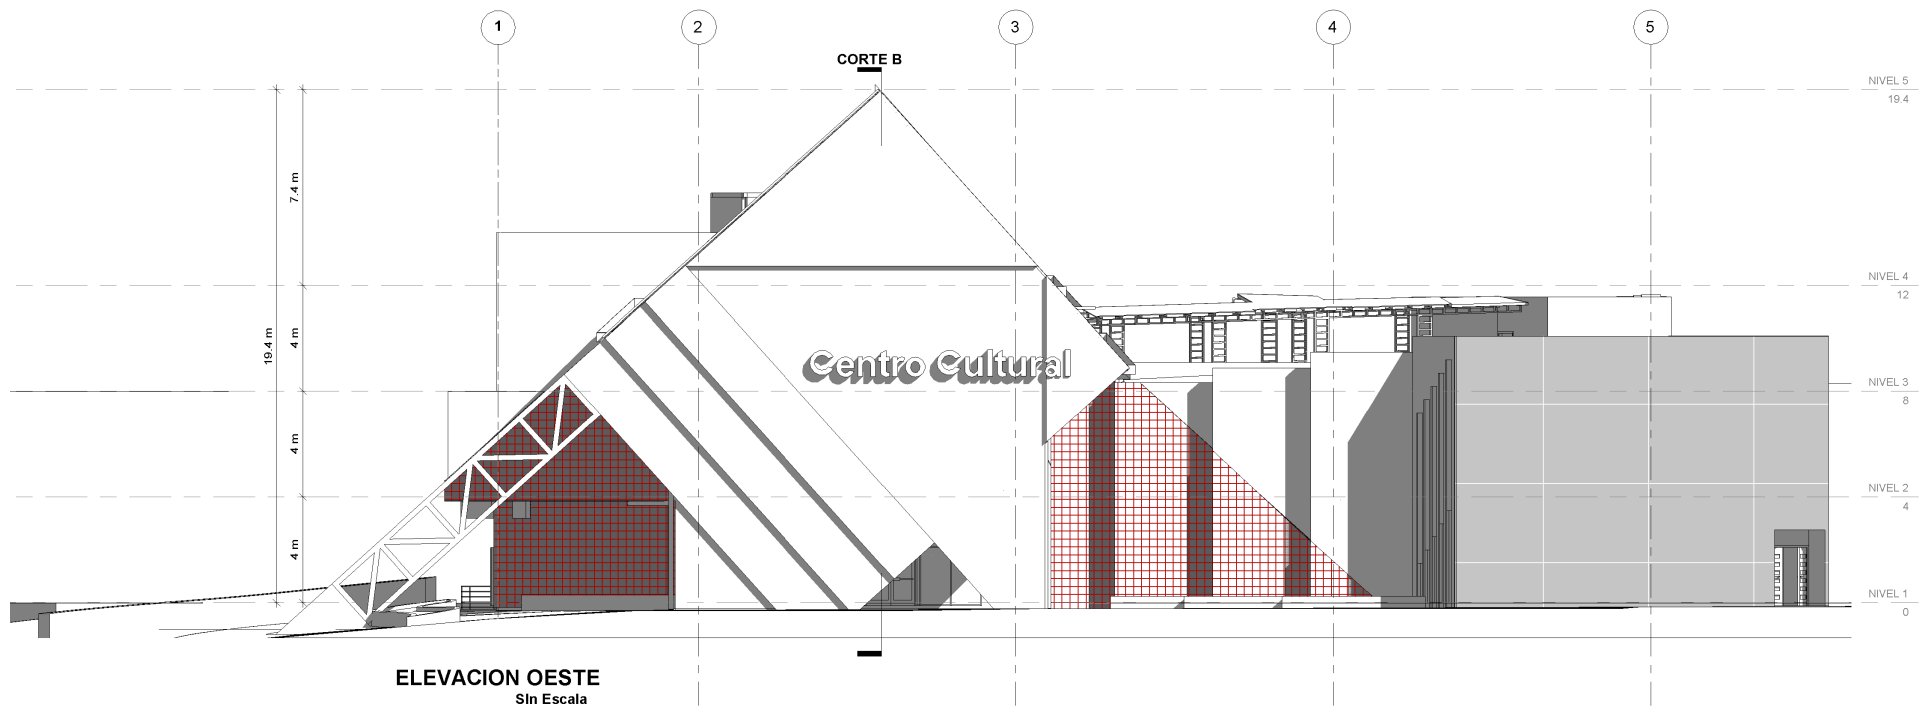 1
2
3
4
5
CORTE B
NIVEL 5
19.4
7.4 m
NIVEL 4
12
19.4 m
4 m
Centro Cultural
NIVEL 3
8
4 m
NIVEL 2
4
4 m
NIVEL 1
0
ELEVACION OESTE
SIn Escala